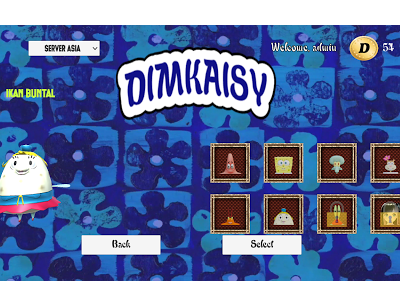 SERVER ASIA
Welcome, admin
D
54
DIMKAISY
IKAN BUNTAL
Back
Select